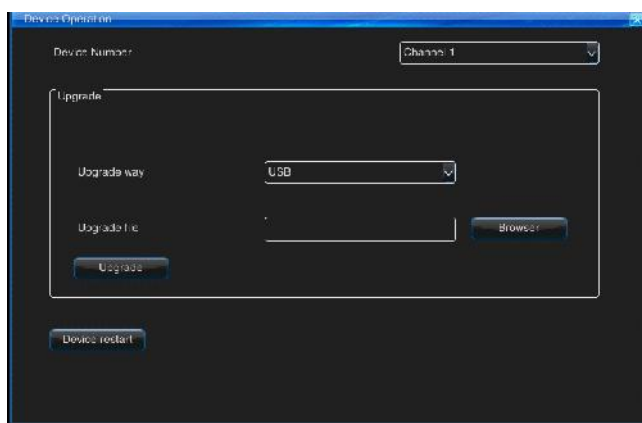 Device Operation
Device Number
Channel 1
Upgrade
Upgrade way
USB
Upgrade file
Browser
Upgrade
Device restart